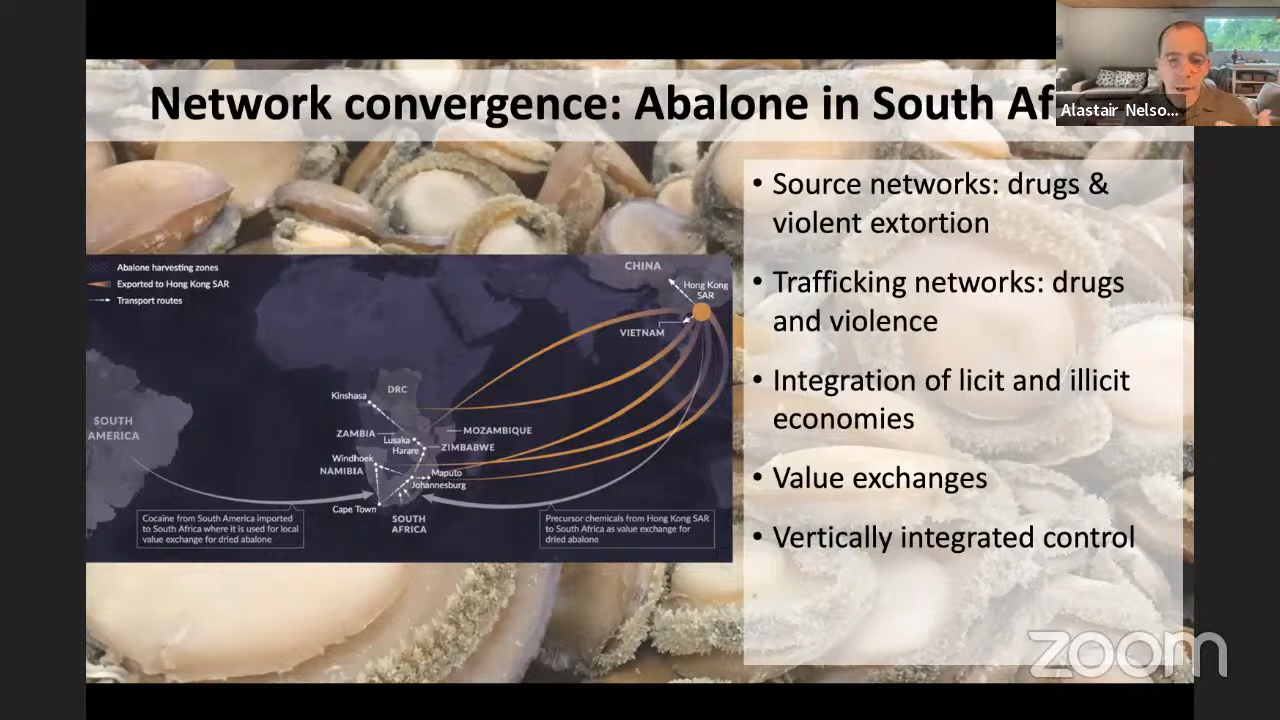 Network convergence: Abalone in South Af
Alastair Nelso...
• Source networks: drugs &
violent extortion
• Trafficking networks: drugs
and violence
• Integration of licit and illicit
economies
• Value exchanges
• Vertically integrated control
Abalone harvesting zones
Exported to Hong Kong SAR
Transport routes
CHINA
Hong Kong
SAR
VIETNAM
SOUTH
AMERICA
DRC
Kinshasa
ZAMBIA
Lusaka
Harare
MOZAMBIQUE
ZIMBABWE
Windhoek
NAMIBIA
Maputo
Johannesburg
Cape Town
SOUTH
AFRICA
Cocaine from South America imported
to South Africa where it is used for local
value exchange for dried abalone
Precursor chemicals from Hong Kong SAR
to South Africa as value exchange for
dried abalone
zoom